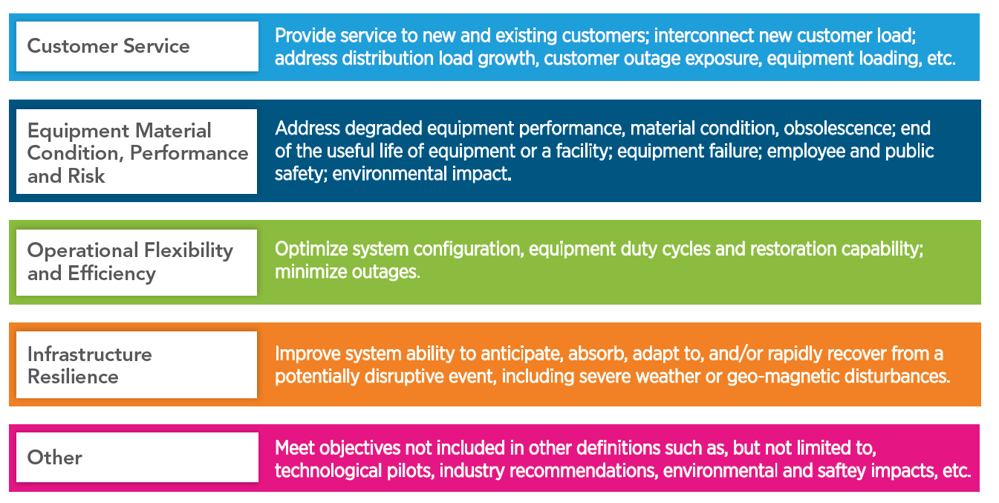 Customer Service
Provide service to new and existing customers; interconnect new customer load;
address distribution load growth, customer outage exposure, equipment loading, etc.
Equipment Material
Condition, Performance
and Risk
Address degraded equipment performance, material condition, obsolescence; end
of the useful life of equipment or a facility; equipment failure; employee and public
safety; environmental impact.
Operational Flexibility
and Efficiency
Optimize system configuration, equipment duty cycles and restoration capability;
minimize outages.
Infrastructure
Resilience
Improve system ability to anticipate, absorb, adapt to, and/or rapidly recover from a
potentially disruptive event, including severe weather or geo-magnetic disturbances.
Other
Meet objectives not included in other definitions such as, but not limited to,
technological pilots, industry recommendations, environmental and saftey impacts, etc.